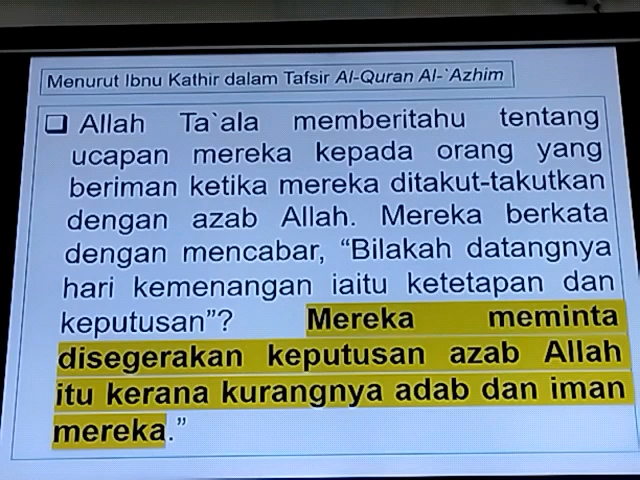 Menurut Ibnu Kathir dalam Tafsir Al-Quran Al-`Azhim
❑ Allah Ta`ala memberitahu tentang
ucapan mereka kepada orang yang
beriman ketika mereka ditakut-takutkan
dengan azab Allah. Mereka berkata
dengan mencabar, “Bilakah datangnya
hari kemenangan iaitu ketetapan dan
keputusan”? Mereka meminta
disegerakan keputusan azab Allah
itu kerana kurangnya adab dan iman
mereka.”